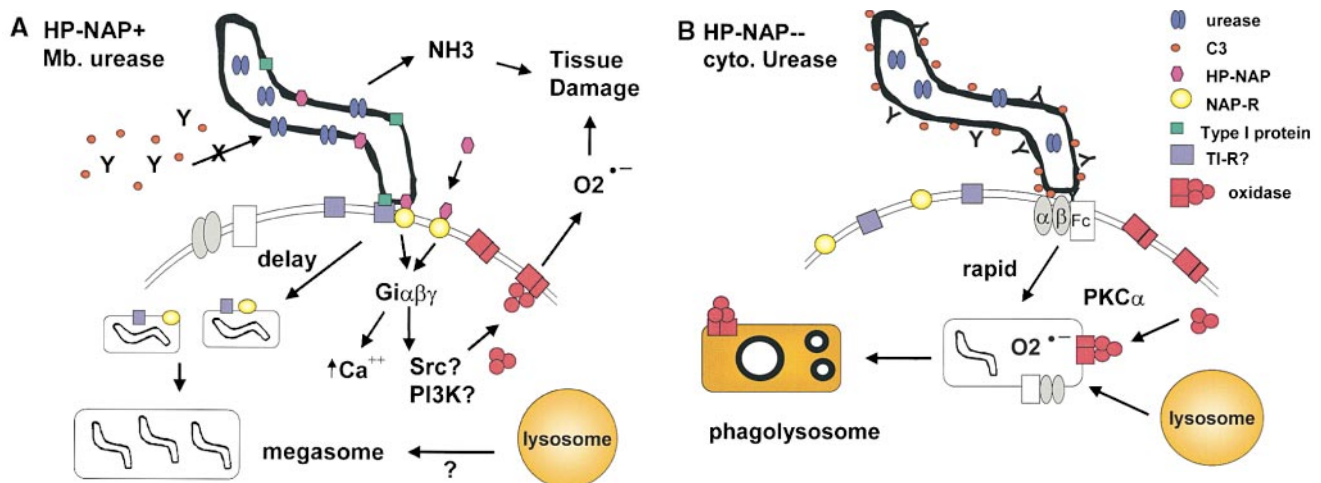 A
HP-NAP+
Mb. urease
NH3
Tissue
Damage
Y
Y
Y
X
O2 •−
delay
Giαβγ
↑Ca++
Src?
PI3K?
lysosome
megasome
?
B
HP-NAP--
cyto. Urease
Y
Y
Y
Y
Y
Y
Y
α
β
Fc
rapid
PKCα
O2 •−
lysosome
phagolysosome
urease
C3
HP-NAP
NAP-R
Type I protein
TI-R?
oxidase